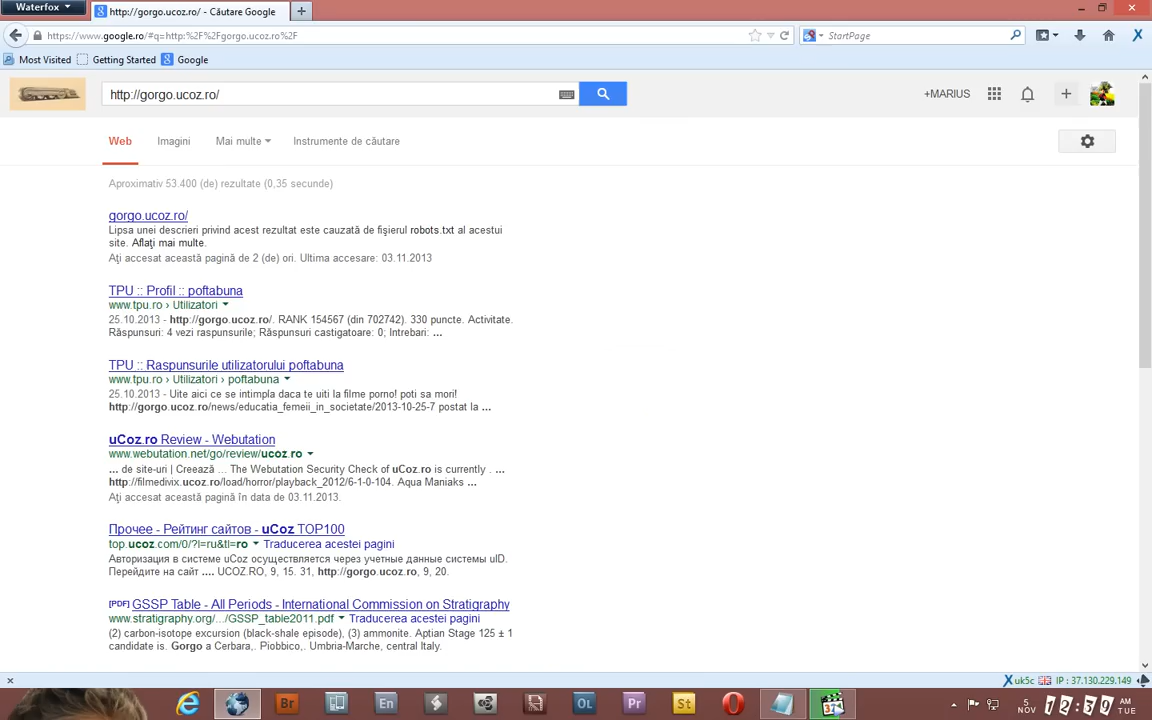 Waterfox
http://gorgo.ucoz.ro/ - Căutare Google
https://www.google.ro/#q=http:%2F%2Fgorgo.ucoz.ro%2F
StartPage
Most Visited
Getting Started
Google
http://gorgo.ucoz.ro/
+MARIUS
Web
Imagini
Mai multe
Instrumente de căutare
Aproximativ 53.400 (de) rezultate (0,35 secunde)
gorgo.ucoz.ro/
Lipsa unei descrieri privind acest rezultat este cauzată de fişierul robots.txt al acestui
site. Aflaţi mai multe.
Aţi accesat această pagină de 2 (de) ori. Ultima accesare: 03.11.2013
TPU :: Profil :: poftabuna
www.tpu.ro › Utilizatori
25.10.2013 - http://gorgo.ucoz.ro/. RANK 154567 (din 702742). 330 puncte. Activitate.
Răspunsuri: 4 vezi raspunsurile; Răspunsuri castigatoare: 0; Intrebari: ...
TPU :: Raspunsurile utilizatorului poftabuna
www.tpu.ro › Utilizatori › poftabuna
25.10.2013 - Uite aici ce se intimpla daca te uiti la filme porno! poti sa mori!
http://gorgo.ucoz.ro/news/educatia_femeii_in_societate/2013-10-25-7 postat la ...
uCoz.ro Review - Webutation
www.webutation.net/go/review/ucoz.ro
... de site-uri | Creează ... The Webutation Security Check of uCoz.ro is currently . ...
http://filmedivix.ucoz.ro/load/horror/playback_2012/6-1-0-104. Aqua Maniaks ...
Aţi accesat această pagină în data de 03.11.2013.
Прочее - Рейтинг сайтов - uCoz TOP100
top.ucoz.com/0/?l=ru&tl=ro
Traducerea acestei pagini
Авторизация в системе uCoz осуществляется через учетные данные системы uID.
Перейдите на сайт .... UCOZ.RO, 9, 15. 31, http://gorgo.ucoz.ro, 9, 20.
[PDF] GSSP Table - All Periods - International Commission on Stratigraphy
www.stratigraphy.org/.../GSSP_table2011.pdf
Traducerea acestei pagini
(2) carbon-isotope excursion (black-shale episode), (3) ammonite. Aptian Stage 125 ± 1
candidate is. Gorgo a Cerbara,. Piobbico,. Umbria-Marche, central Italy.
uk5c
IP : 37.130.229.149
Br
En
OL
Pr
St
5
NOV
12:39
AM
TUE